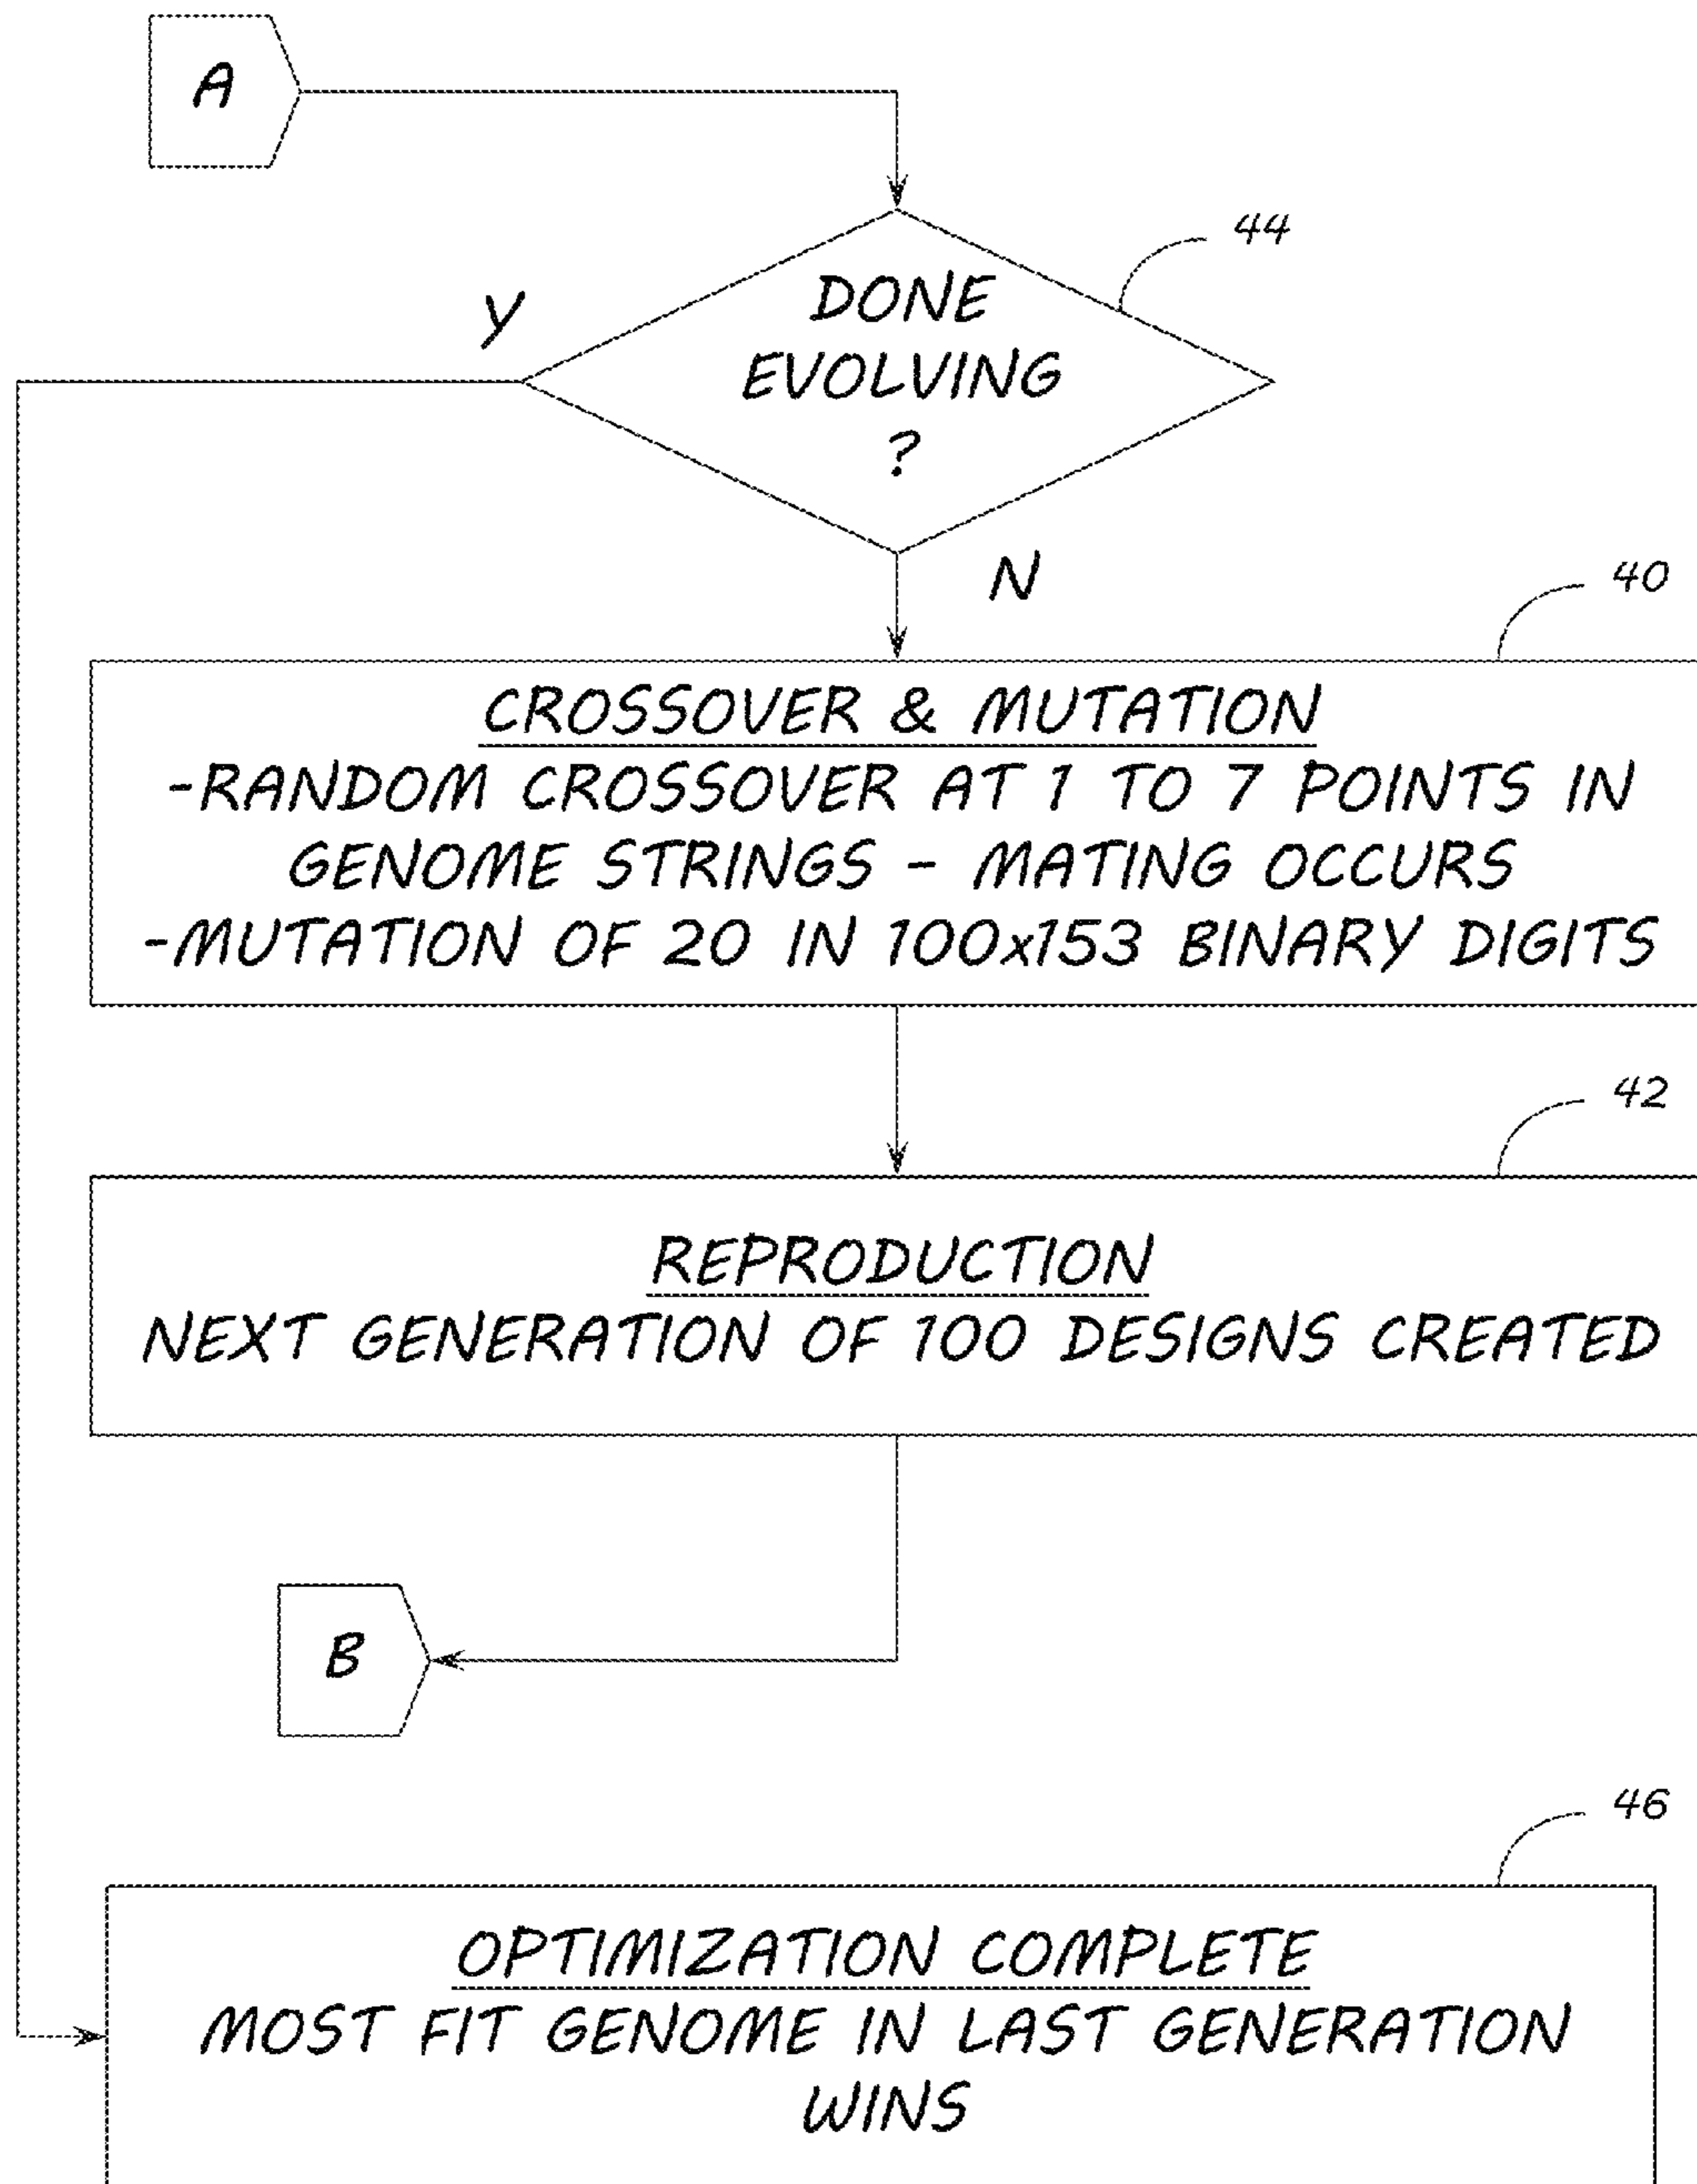 A
44
DONE
EVOLVING
?
Y
N
40
CROSSOVER & MUTATION
-RANDOM CROSSOVER AT 1 TO 7 POINTS IN
GENOME STRINGS - MATING OCCURS
-MUTATION OF 20 IN 100x153 BINARY DIGITS
42
REPRODUCTION
NEXT GENERATION OF 100 DESIGNS CREATED
B
46
OPTIMIZATION COMPLETE
MOST FIT GENOME IN LAST GENERATION
WINS